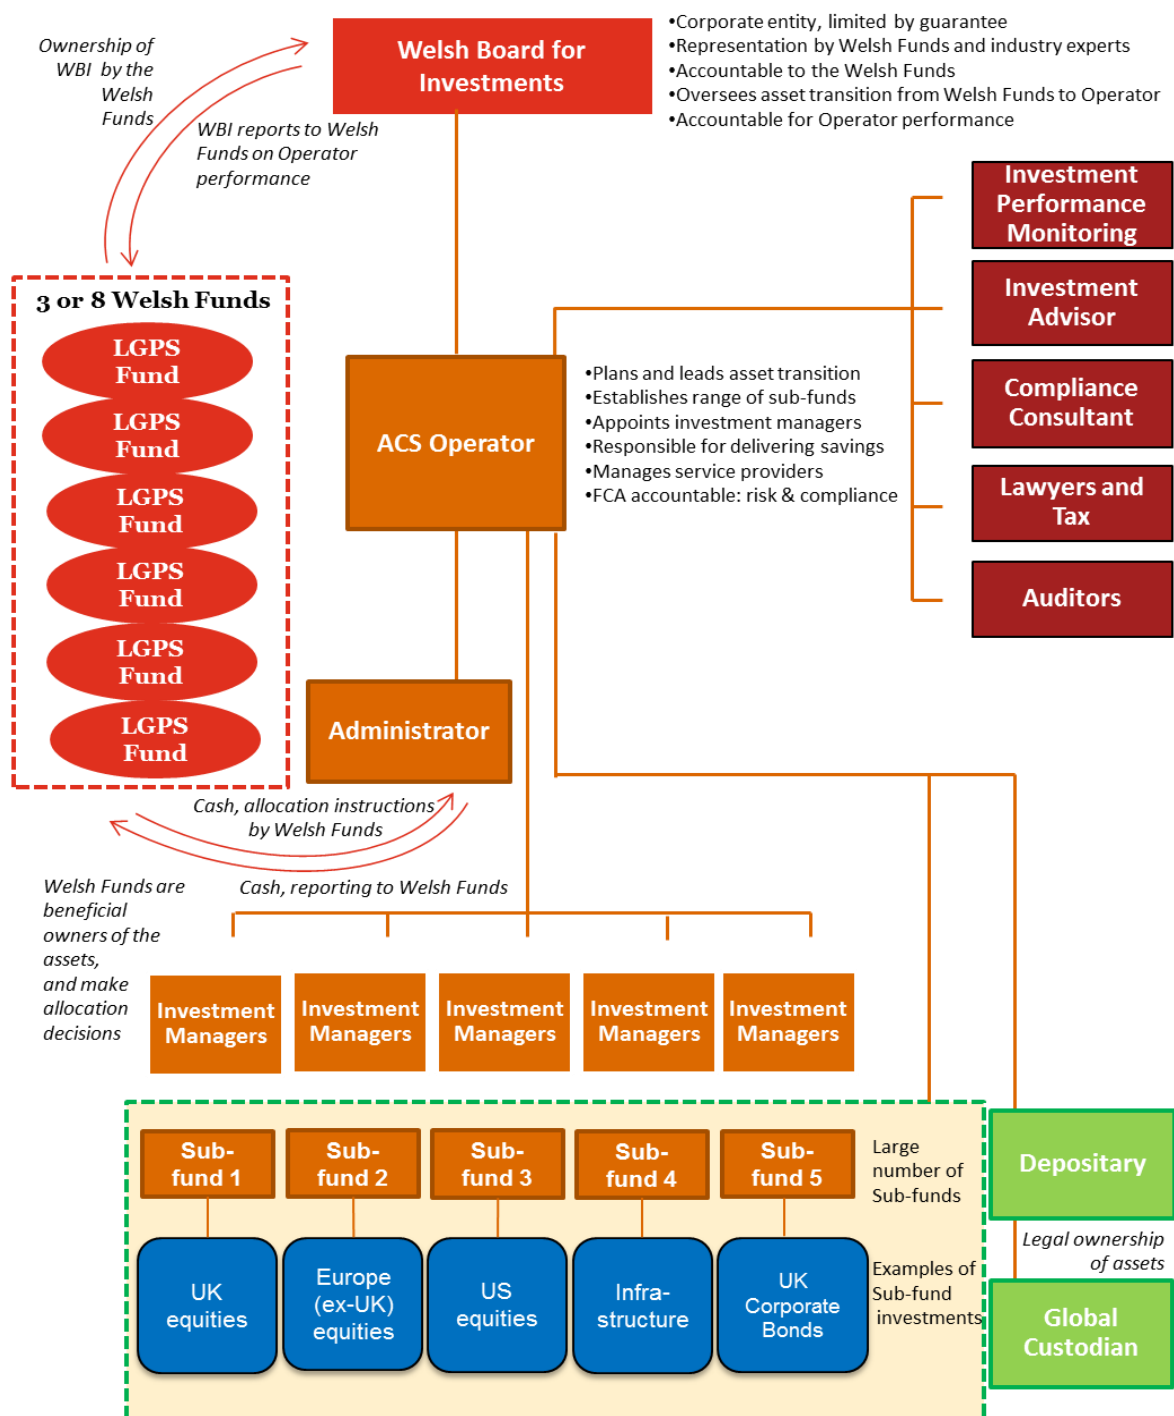 Ownership of
WBI by the
Welsh
Funds
Welsh Board for
Investments
•Corporate entity, limited by guarantee
•Representation by Welsh Funds and industry experts
•Accountable to the Welsh Funds
•Oversees asset transition from Welsh Funds to Operator
•Accountable for Operator performance
WBI reports to Welsh
Funds on Operator
performance
Investment
Performance
Monitoring
Investment
Advisor
Compliance
Consultant
Lawyers and
Tax
Auditors
3 or 8 Welsh Funds
LGPS
Fund
LGPS
Fund
LGPS
Fund
LGPS
Fund
LGPS
Fund
LGPS
Fund
ACS Operator
•Plans and leads asset transition
•Establishes range of sub-funds
•Appoints investment managers
•Responsible for delivering savings
•Manages service providers
•FCA accountable: risk & compliance
Administrator
Cash, allocation instructions
by Welsh Funds
Cash, reporting to Welsh Funds
Welsh Funds are
beneficial
owners of the
assets,
and make
allocation
decisions
Investment
Managers
Investment
Managers
Investment
Managers
Investment
Managers
Investment
Managers
Sub-
fund 1
Sub-
fund 2
Sub-
fund 3
Sub-
fund 4
Sub-
fund 5
Large
number of
Sub-funds
Depositary
Legal ownership
of assets
UK
equities
Europe
(ex-UK)
equities
US
equities
Infra-
structure
UK
Corporate
Bonds
Examples of
Sub-fund
investments
Global
Custodian